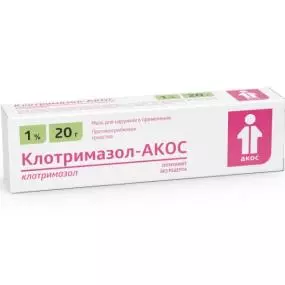 1% 20 г
Мазь для наружного применения
Противогрибковое
средство
Клотримазол-АКОС
клотримазол
ОТПУСКАЮТ
БЕЗ РЕЦЕПТА
акос
1% 20 г